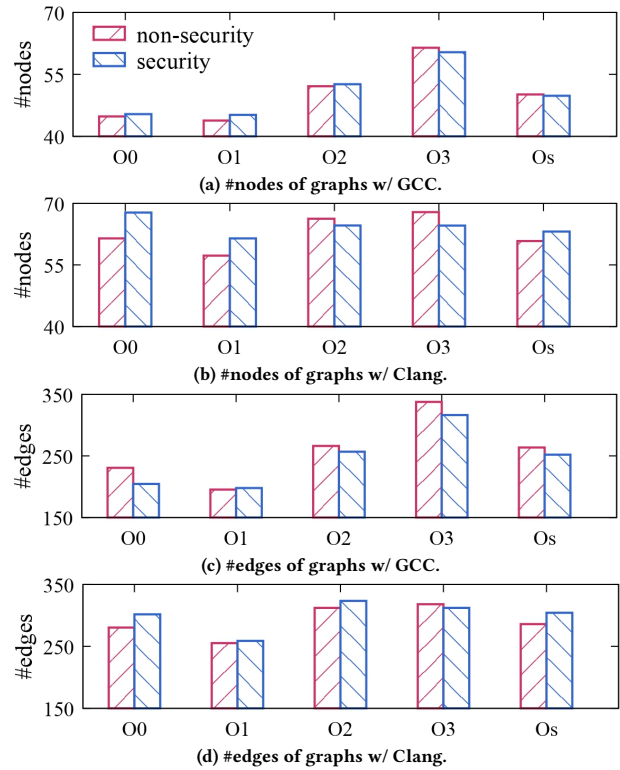 70
non-security
security
55
#nodes
40
O0 O1 O2 O3 Os
(a) #nodes of graphs w/ GCC.
70
55
#nodes
40
O0 O1 O2 O3 Os
(b) #nodes of graphs w/ Clang.
350
250
#edges
150
O0 O1 O2 O3 Os
(c) #edges of graphs w/ GCC.
350
250
#edges
150
O0 O1 O2 O3 Os
(d) #edges of graphs w/ Clang.